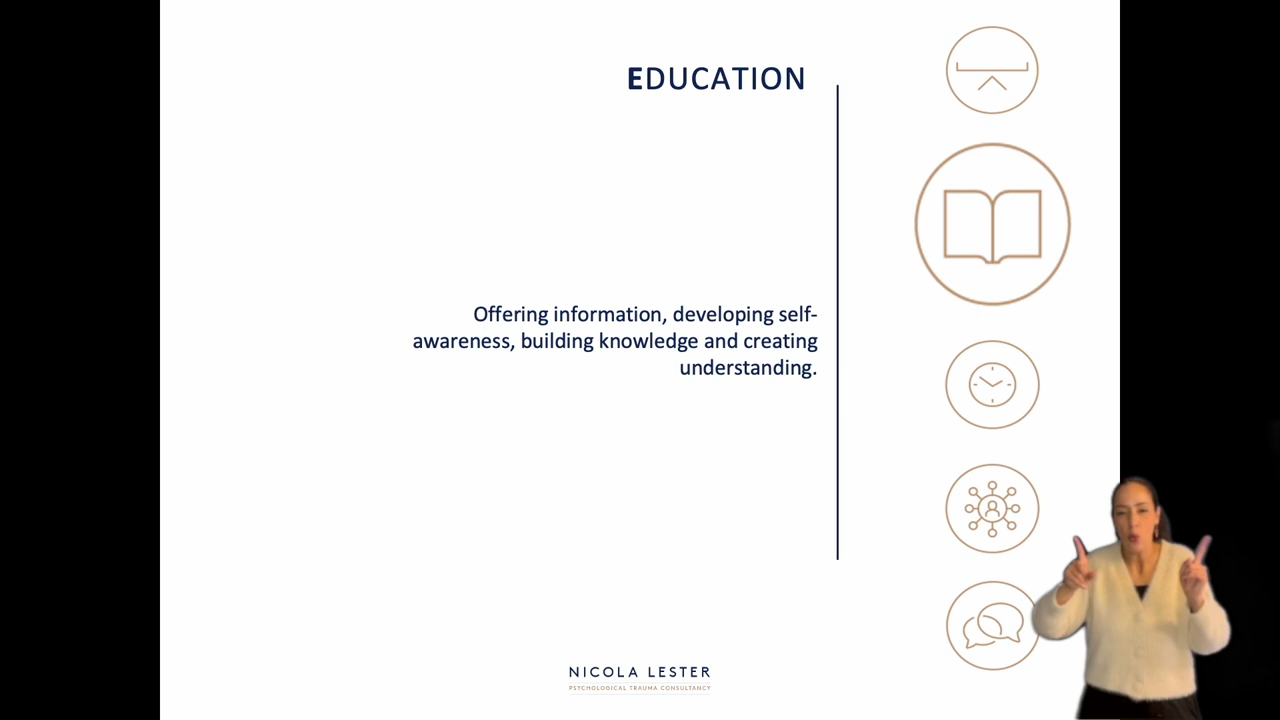 EDUCATION
Offering information, developing self-
awareness, building knowledge and creating
understanding.
NICOLA LESTER
PSYCHOLOGICAL TRAUMA CONSULTANCY